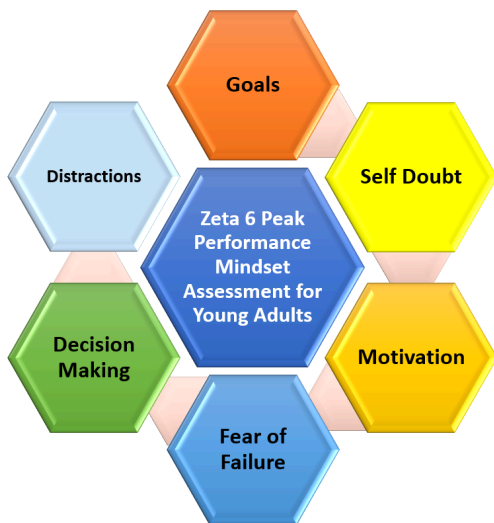 Goals
Self Doubt
Distractions
Zeta 6 Peak
Performance
Mindset
Assessment for
Young Adults
Motivation
Decision
Making
Fear of
Failure